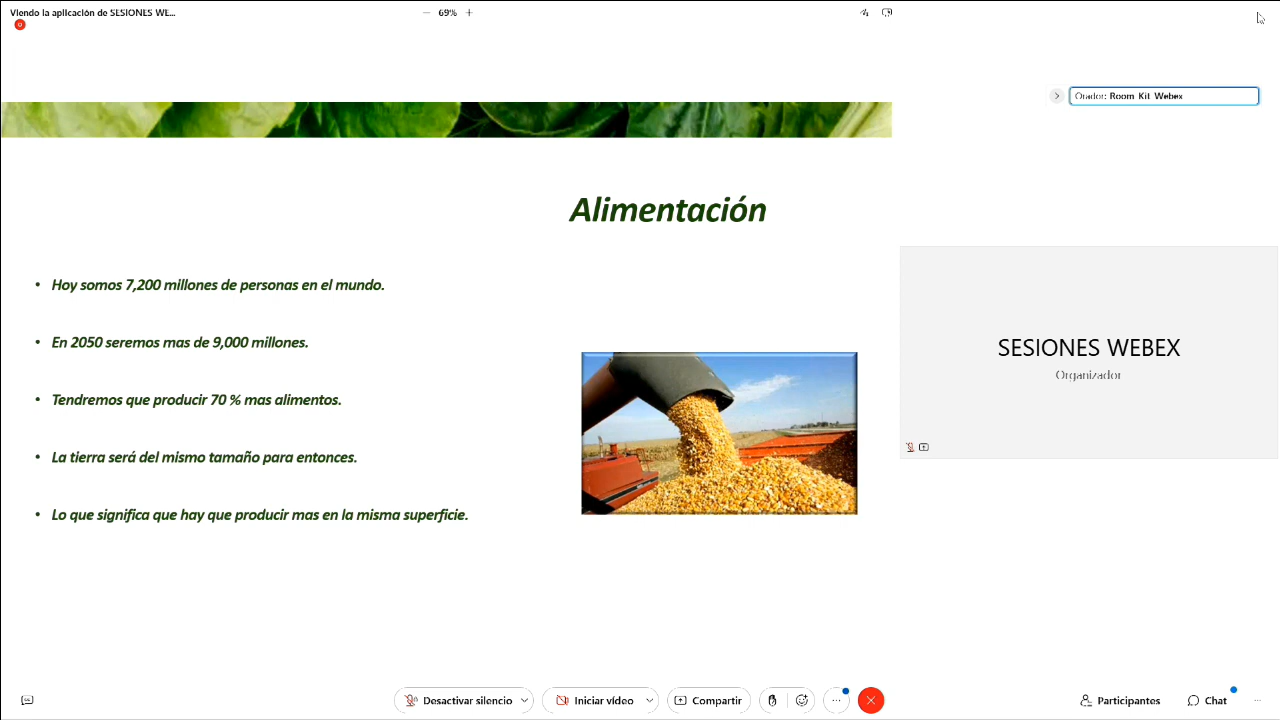 Viendo la aplicación de SESIONES WE...
69%
Orador: Room Kit Webex
Alimentación
• Hoy somos 7,200 millones de personas en el mundo.
• En 2050 seremos mas de 9,000 millones.
• Tendremos que producir 70 % mas alimentos.
• La tierra será del mismo tamaño para entonces.
• Lo que significa que hay que producir mas en la misma superficie.
SESIONES WEBEX
Organizador
Desactivar silencio
Iniciar vídeo
Compartir
Participantes
Chat